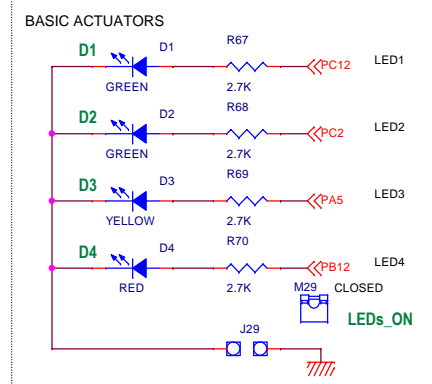 BASIC ACTUATORS
D1 D1 R67
PC12 LED1
GREEN 2.7K
D2 D2 R68
PC2 LED2
GREEN 2.7K
D3 D3 R69
PA5 LED3
YELLOW 2.7K
D4 D4 R70
PB12 LED4
RED 2.7K M29 CLOSED
LEDs_ON
J29